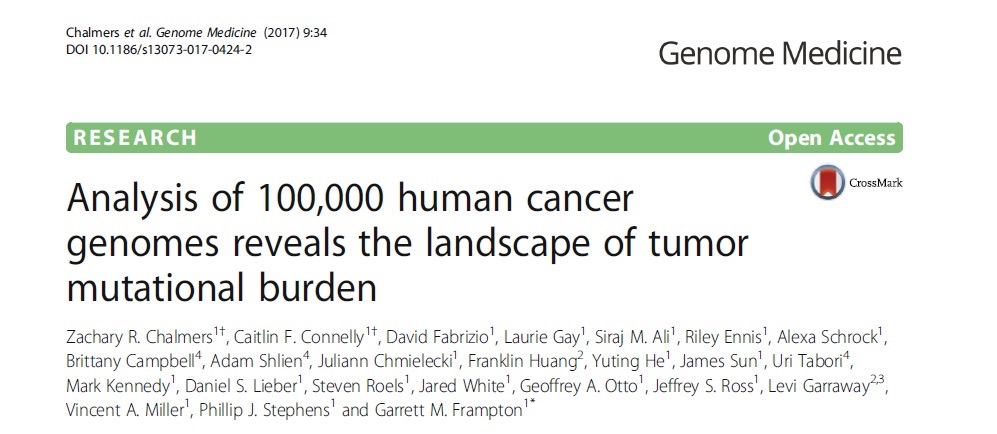 Chalmers et al. Genome Medicine (2017) 9:34
DOI 10.1186/s13073-017-0424-2
Genome Medicine
RESEARCH
Open Access
CrossMark
Analysis of 100,000 human cancer
genomes reveals the landscape of tumor
mutational burden
Zachary R. Chalmers1†, Caitlin F. Connelly1†, David Fabrizio1, Laurie Gay1, Siraj M. Ali1, Riley Ennis1, Alexa Schrock1,
Brittany Campbell4, Adam Shlien4, Juliann Chmielecki1, Franklin Huang2, Yuting He1, James Sun1, Uri Tabori4,
Mark Kennedy1, Daniel S. Lieber1, Steven Roels1, Jared White1, Geoffrey A. Otto1, Jeffrey S. Ross1, Levi Garraway2,3,
Vincent A. Miller1, Phillip J. Stephens1 and Garrett M. Frampton1*